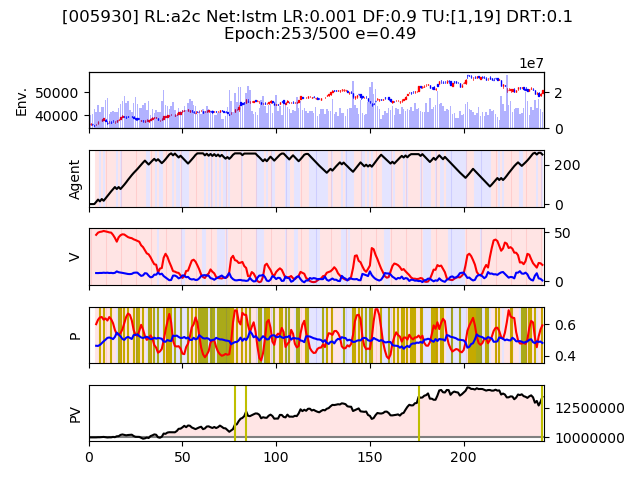 [005930] RL:a2c Net:lstm LR:0.001 DF:0.9 TU:[1,19] DRT:0.1
Epoch:253/500 e=0.49
1e7
Env.
50000
40000
2
0
Agent
200
0
V
50
0
P
0.6
0.4
PV
12500000
10000000
0 50 100 150 200